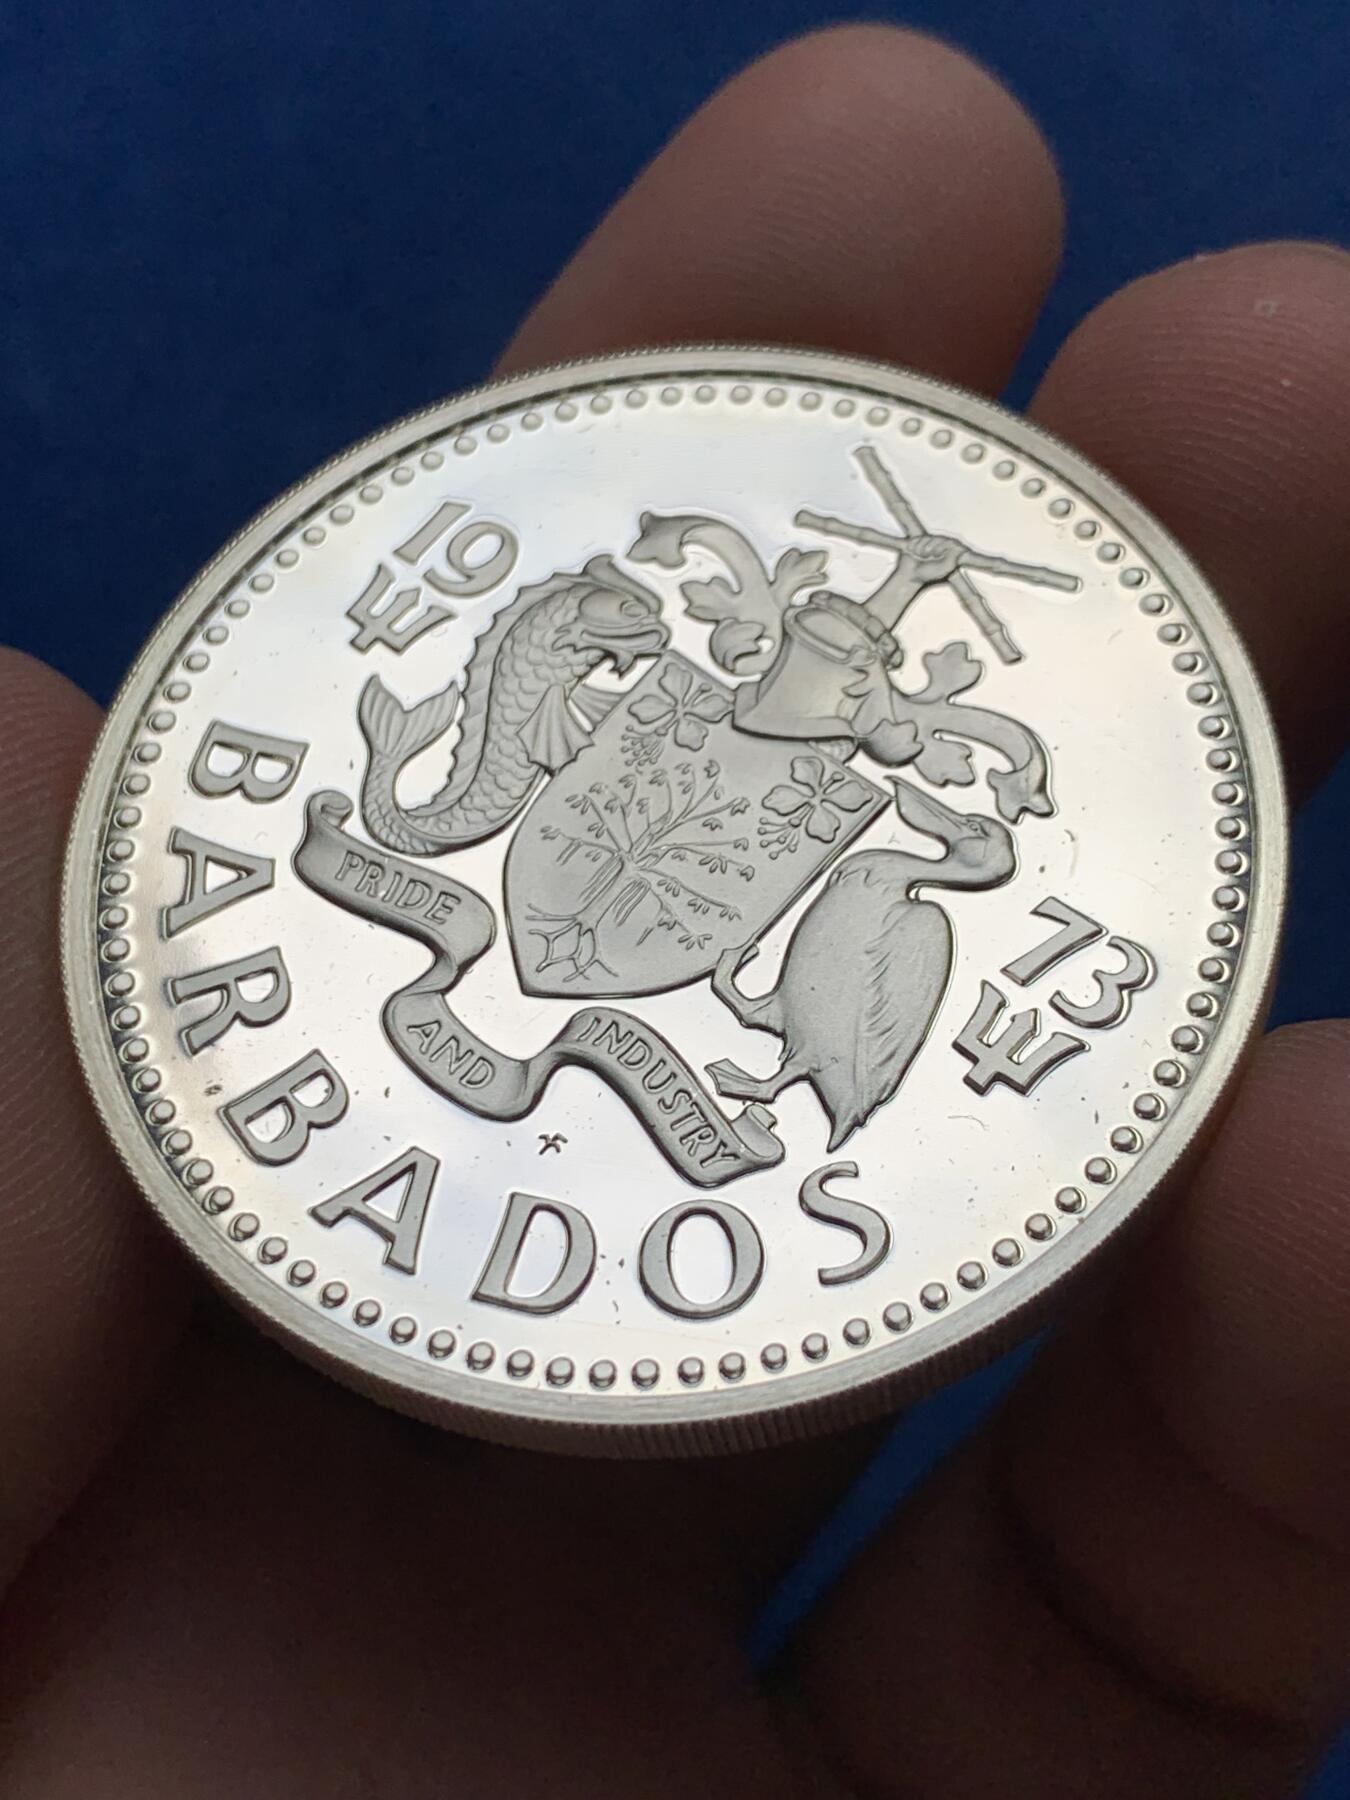 19 73
PRIDE AND INDUSTRY
BARBADOS